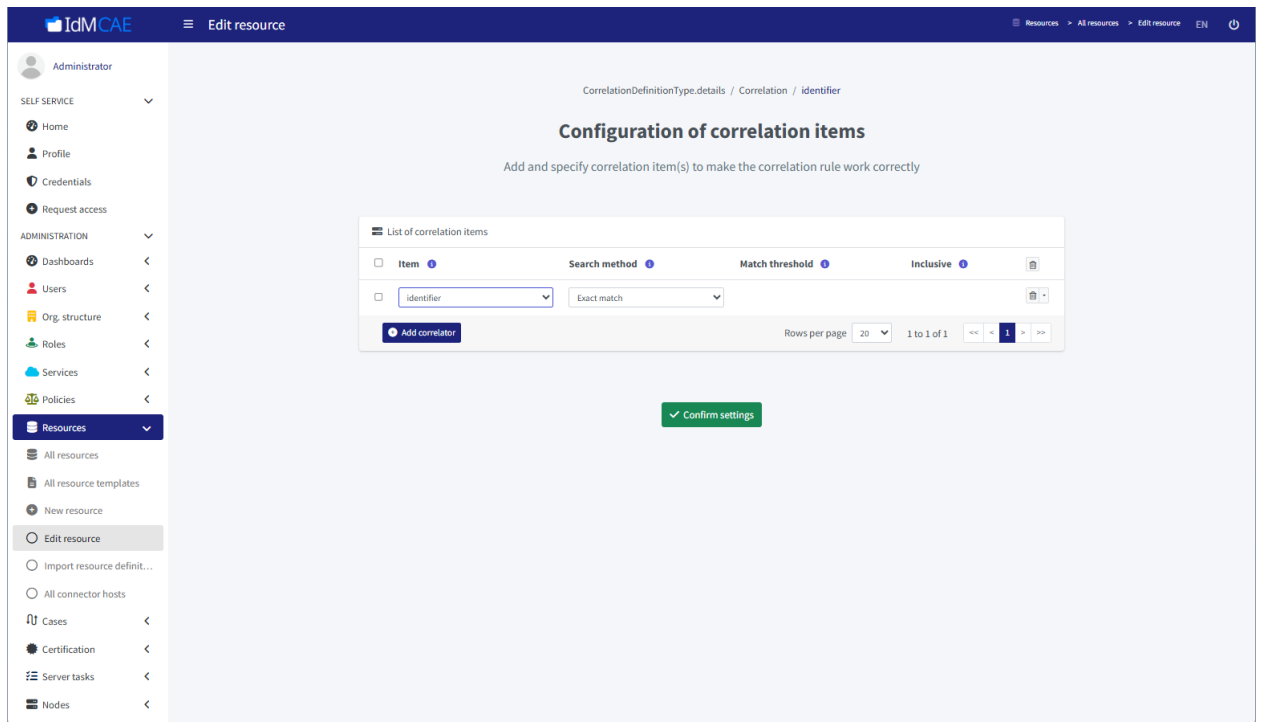 IdMCAE
Edit resource
Resources > All resources > Edit resource
EN
Administrator
SELF SERVICE
Home
Profile
Credentials
Request access
ADMINISTRATION
Dashboards
Users
Org. structure
Roles
Services
Policies
Resources
All resources
All resource templates
New resource
Edit resource
Import resource definit...
All connector hosts
Cases
Certification
Server tasks
Nodes
CorrelationDefinitionType.details / Correlation / identifier
Configuration of correlation items
Add and specify correlation item(s) to make the correlation rule work correctly
List of correlation items
Item Search method Match threshold Inclusive
identifier Exact match
Add correlator Rows per page 20 1 to 1 of 1 << < 1 > >>
Confirm settings